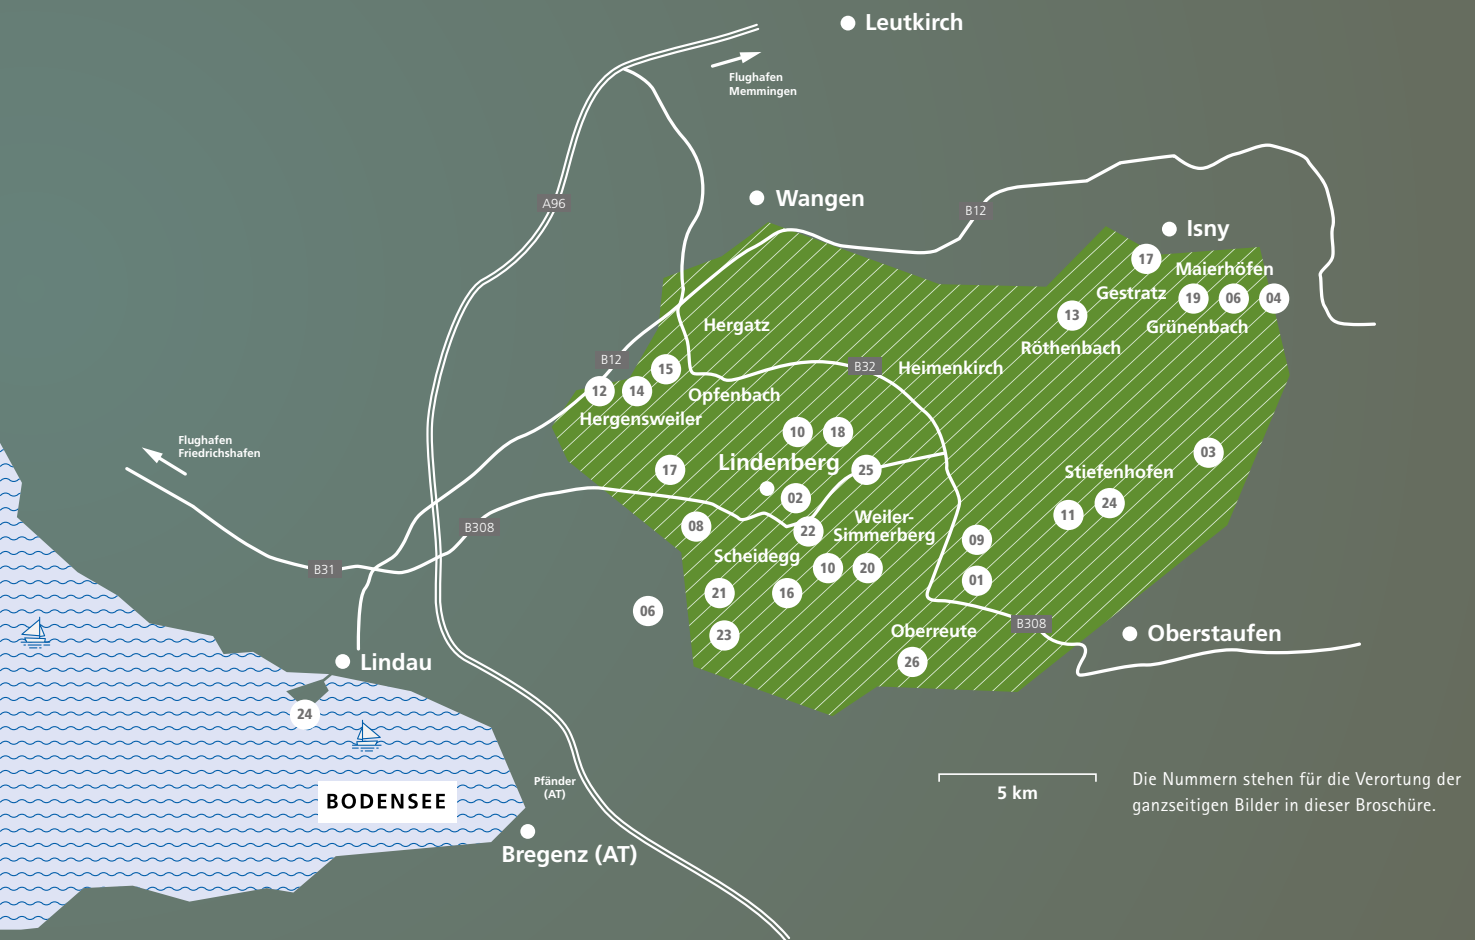 Leutkirch
Flughafen
Memmingen
A96
Wangen
B12
Isny
17
Maierhöfen
Gestratz
19
06
04
13
Grünenbach
Hergatz
Röthenbach
B12
15
B32
Heimenkirch
12
14
Opfenbach
Hergensweiler
10
18
Flughafen
Friedrichshafen
03
Lindenberg
17
25
Stiefenhofen
02
24
11
Weiler-
Simmerberg
08
B308
22
09
Scheidegg
B31
10
20
01
21
16
06
B308
23
Oberreute
Oberstaufen
Lindau
26
24
Pfänder
(AT)
5 km
Die Nummern stehen für die Verortung der
ganzseitigen Bilder in dieser Broschüre.
BODENSEE
Bregenz (AT)